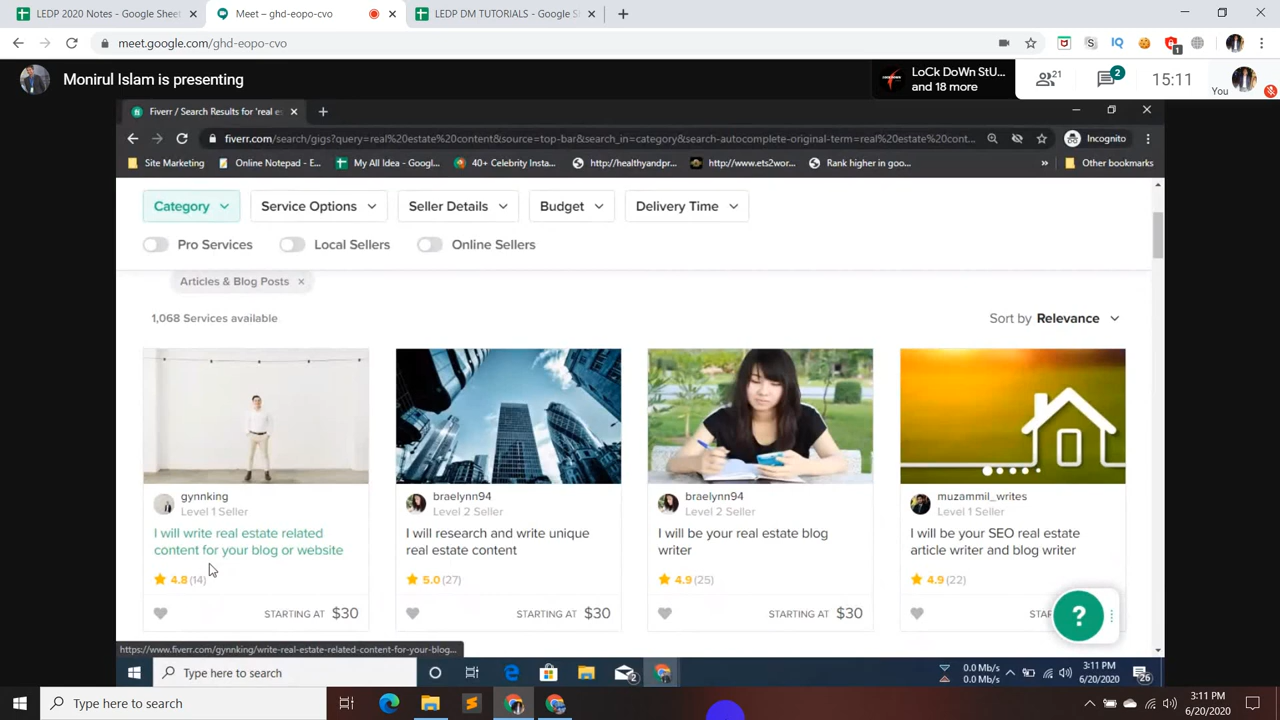 LEDP 2020 Notes - Google Sheet
Meet – ghd-eopo-cvo
LEDP DM TUTORIALS - Google S
meet.google.com/ghd-eopo-cvo
IQ
1
Monirul Islam is presenting
LoCk DoWn StU...
and 18 more
21
2
15:11
You
Fiverr / Search Results for 'real es
fiverr.com/search/gigs?query=real%20estate%20content&source=top-bar&search_in=category&search-autocomplete-original-term=real%20estate%20cont...
Incognito
Site Marketing
Online Notepad - E...
My All Idea - Googl...
40+ Celebrity Insta...
http://healthyandpr...
http://www.ets2wor...
Rank higher in goo...
»
Other bookmarks
Category
Service Options
Seller Details
Budget
Delivery Time
Pro Services
Local Sellers
Online Sellers
Articles & Blog Posts ×
1,068 Services available
Sort by Relevance
gynnking
Level 1 Seller
I will write real estate related
content for your blog or website
4.8 (14)
STARTING AT $30
braelynn94
Level 2 Seller
I will research and write unique
real estate content
5.0 (27)
STARTING AT $30
braelynn94
Level 2 Seller
I will be your real estate blog
writer
4.9 (25)
STARTING AT $30
muzammil_writes
Level 1 Seller
I will be your SEO real estate
article writer and blog writer
4.9 (22)
STAR
?
https://www.fiverr.com/gynnking/write-real-estate-related-content-for-your-blog...
Type here to search
2
0.0 Mb/s
0.0 Mb/s
3:11 PM
6/20/2020
26
Type here to search
3:11 PM
6/20/2020